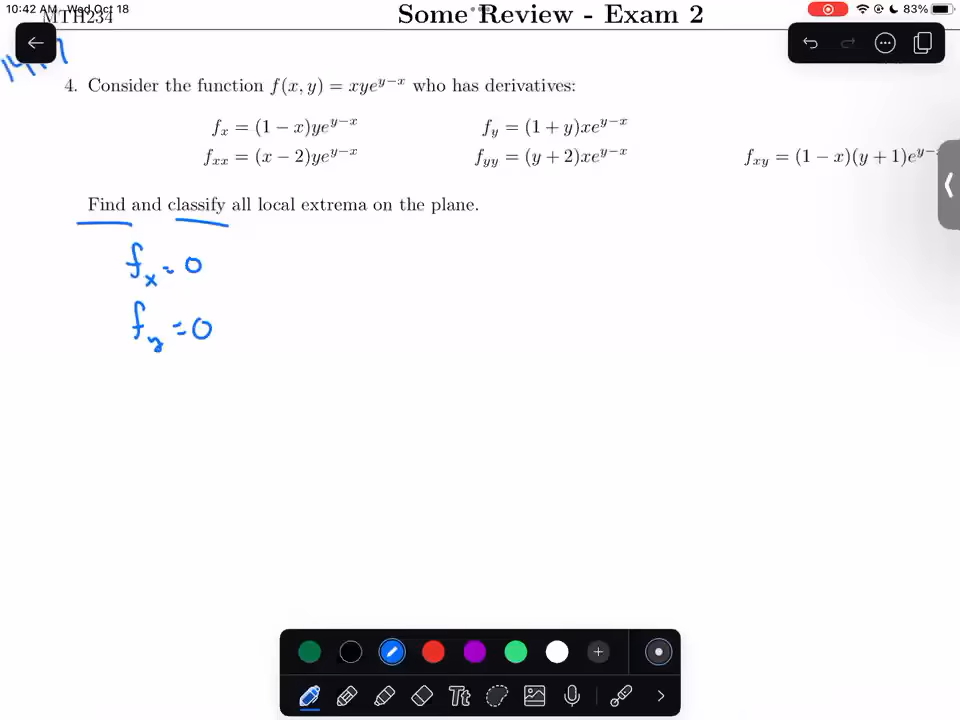 10:42 AM Wed Oct 18
83%
MTH234
Some Review - Exam 2
4. Consider the function f(x, y) = xye^{y−x} who has derivatives:
f_x = (1 − x)ye^{y−x} f_y = (1 + y)xe^{y−x}
f_{xx} = (x − 2)ye^{y−x} f_{yy} = (y + 2)xe^{y−x} f_{xy} = (1 − x)(y + 1)e^{y−
Find and classify all local extrema on the plane.
f_x = 0
f_y = 0
Tt